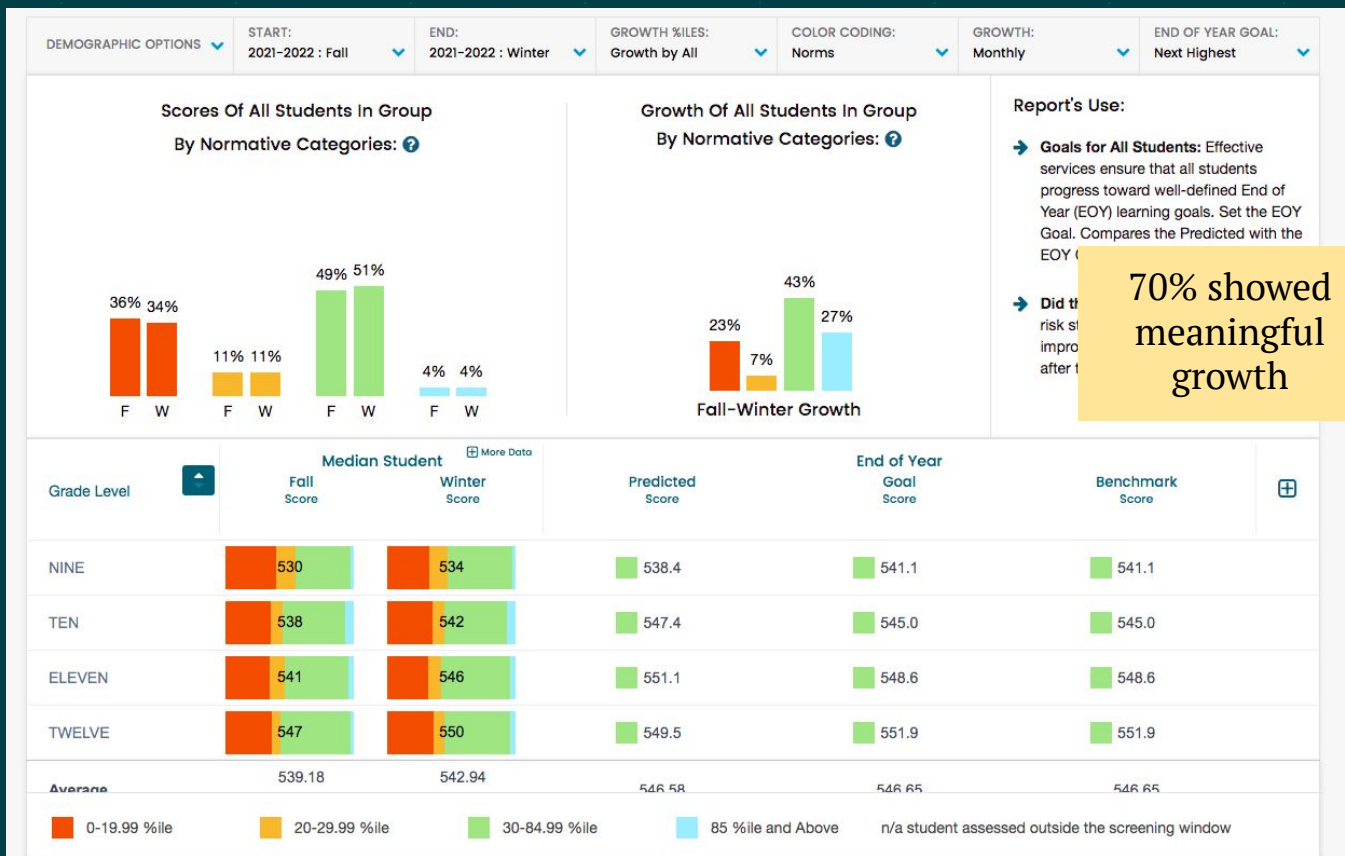 DEMOGRAPHIC OPTIONS
START:
2021-2022 : Fall
END:
2021-2022 : Winter
GROWTH %ILES:
Growth by All
COLOR CODING:
Norms
GROWTH:
Monthly
END OF YEAR GOAL:
Next Highest
Scores Of All Students In Group
By Normative Categories: ?
36% 34%
11% 11%
49% 51%
4% 4%
F W F W F W F W
Growth Of All Students In Group
By Normative Categories: ?
23%
7%
43%
27%
Fall-Winter Growth
Report's Use:
Goals for All Students: Effective
services ensure that all students
progress toward well-defined End of
Year (EOY) learning goals. Set the EOY
Goal. Compares the Predicted with the
EOY
Did
risk
after
70% showed
meaningful
growth
Grade Level
Median Student
More Data
Fall
Score
Winter
Score
End of Year
Predicted
Score
Goal
Score
Benchmark
Score
NINE 530 534 538.4 541.1 541.1
TEN 538 542 547.4 545.0 545.0
ELEVEN 541 546 551.1 548.6 548.6
TWELVE 547 550 549.5 551.9 551.9
Average 539.18 542.94 546.58 546.65 546.65
0-19.99 %ile
20-29.99 %ile
30-84.99 %ile
85 %ile and Above
n/a student assessed outside the screening window